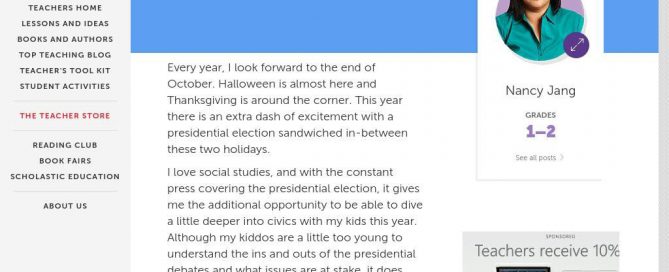 TEACHERS HOME
LESSONS AND IDEAS
BOOKS AND AUTHORS
TOP TEACHING BLOG
TEACHER'S TOOL KIT
STUDENT ACTIVITIES
THE TEACHER STORE
READING CLUB
BOOK FAIRS
SCHOLASTIC EDUCATION
ABOUT US
Every year, I look forward to the end of
October. Halloween is almost here and
Thanksgiving is around the corner. This year
there is an extra dash of excitement with a
presidential election sandwiched in-between
these two holidays.
I love social studies, and with the constant
press covering the presidential election, it gives
me the additional opportunity to be able to dive
a little deeper into civics with my kids this year.
Although my kiddos are a little too young to
understand the ins and outs of the presidential
debates and what issues are at stake, it does
Nancy Jang
GRADES
1–2
See all posts
SPONSORED
Teachers receive 10%